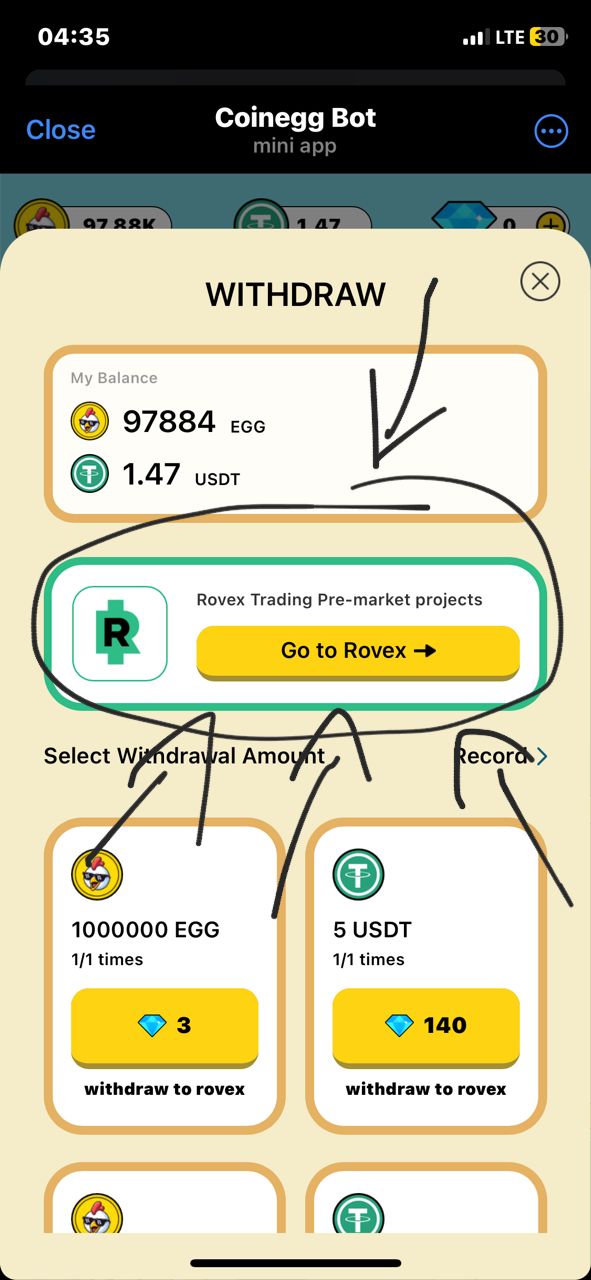 04:35
LTE 30
Close
Coinegg Bot
mini app
97.88K 1.47 0
WITHDRAW
My Balance
97884 EGG
1.47 USDT
Rovex Trading Pre-market projects
R
Go to Rovex →
Select Withdrawal Amount
Record >
1000000 EGG
1/1 times
3
withdraw to rovex
5 USDT
1/1 times
140
withdraw to rovex